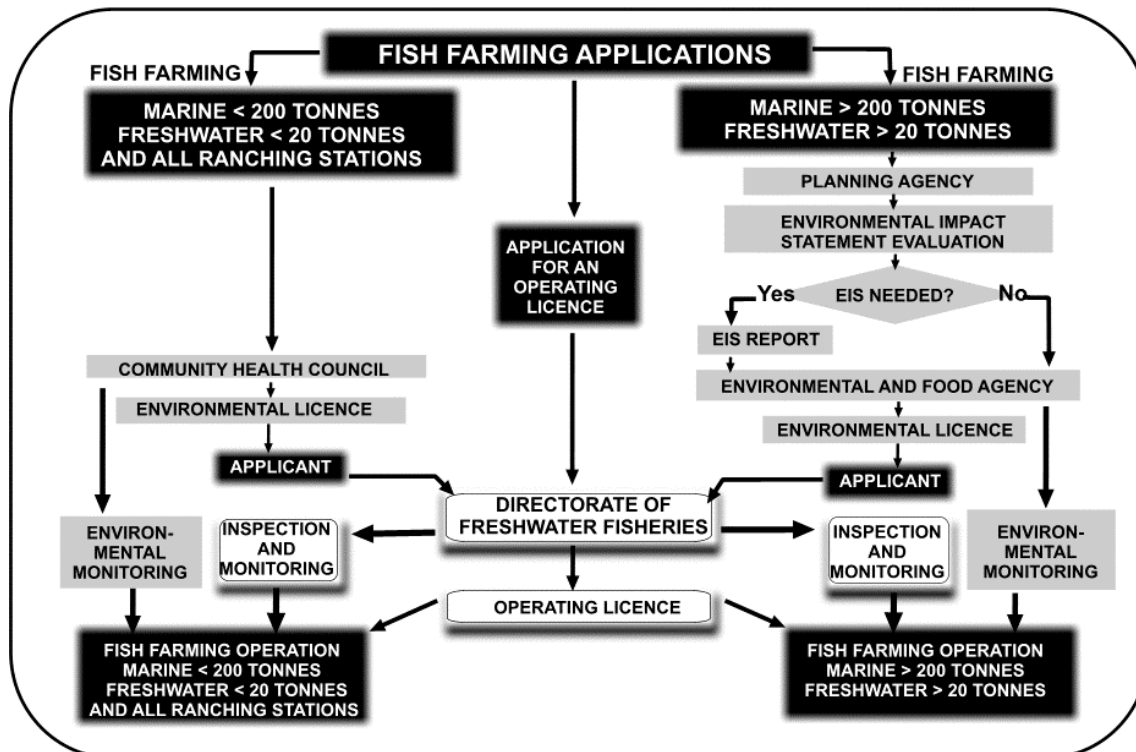 FISH FARMING APPLICATIONS
FISH FARMING
MARINE < 200 TONNES
FRESHWATER < 20 TONNES
AND ALL RANCHING STATIONS
FISH FARMING
MARINE > 200 TONNES
FRESHWATER > 20 TONNES
PLANNING AGENCY
ENVIRONMENTAL IMPACT
STATEMENT EVALUATION
APPLICATION
FOR AN
OPERATING
LICENCE
Yes
EIS NEEDED?
No
EIS REPORT
COMMUNITY HEALTH COUNCIL
ENVIRONMENTAL AND FOOD AGENCY
ENVIRONMENTAL LICENCE
ENVIRONMENTAL LICENCE
APPLICANT
APPLICANT
DIRECTORATE OF
FRESHWATER FISHERIES
ENVIRON-
MENTAL
MONITORING
INSPECTION
AND
MONITORING
INSPECTION
AND
MONITORING
ENVIRON-
MENTAL
MONITORING
OPERATING LICENCE
FISH FARMING OPERATION
MARINE < 200 TONNES
FRESHWATER < 20 TONNES
AND ALL RANCHING STATIONS
FISH FARMING OPERATION
MARINE > 200 TONNES
FRESHWATER > 20 TONNES